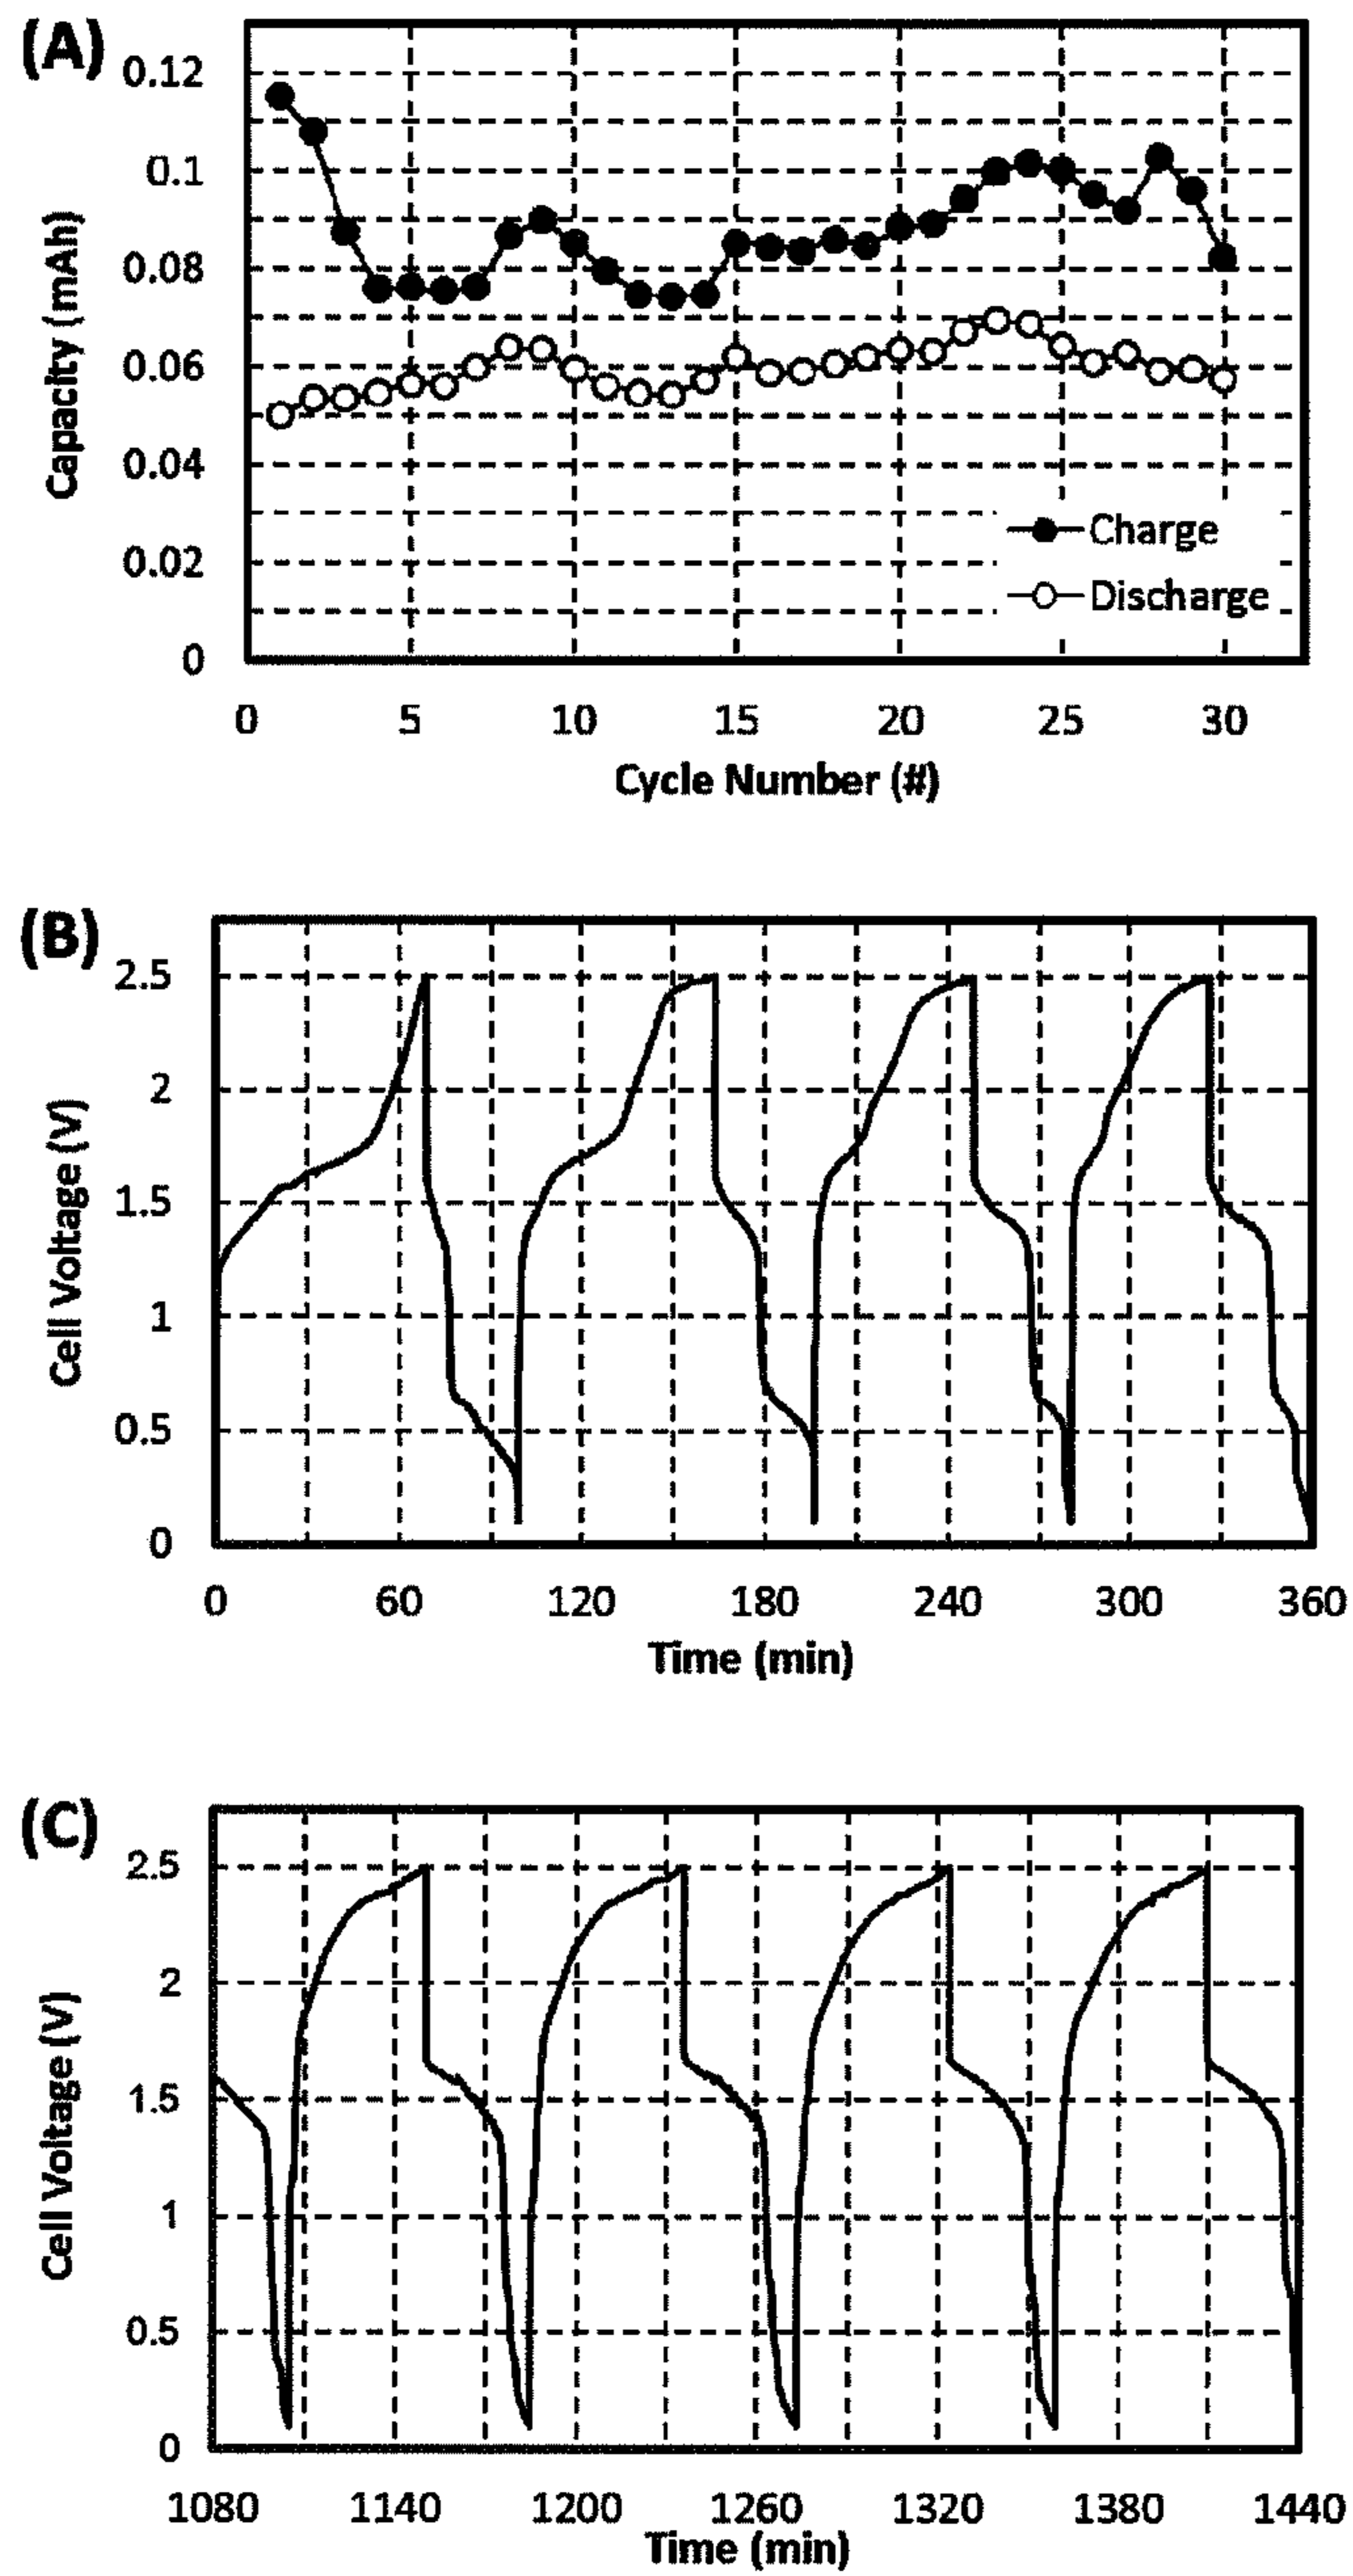 (A)
0.12
0.1
0.08
0.06
0.04
0.02
0
Capacity (mAh)
Charge
Discharge
0 5 10 15 20 25 30
Cycle Number (#)
(B)
2.5
2
1.5
1
0.5
0
Cell Voltage (V)
0 60 120 180 240 300 360
Time (min)
(C)
2.5
2
1.5
1
0.5
0
Cell Voltage (V)
1080 1140 1200 1260 1320 1380 1440
Time (min)